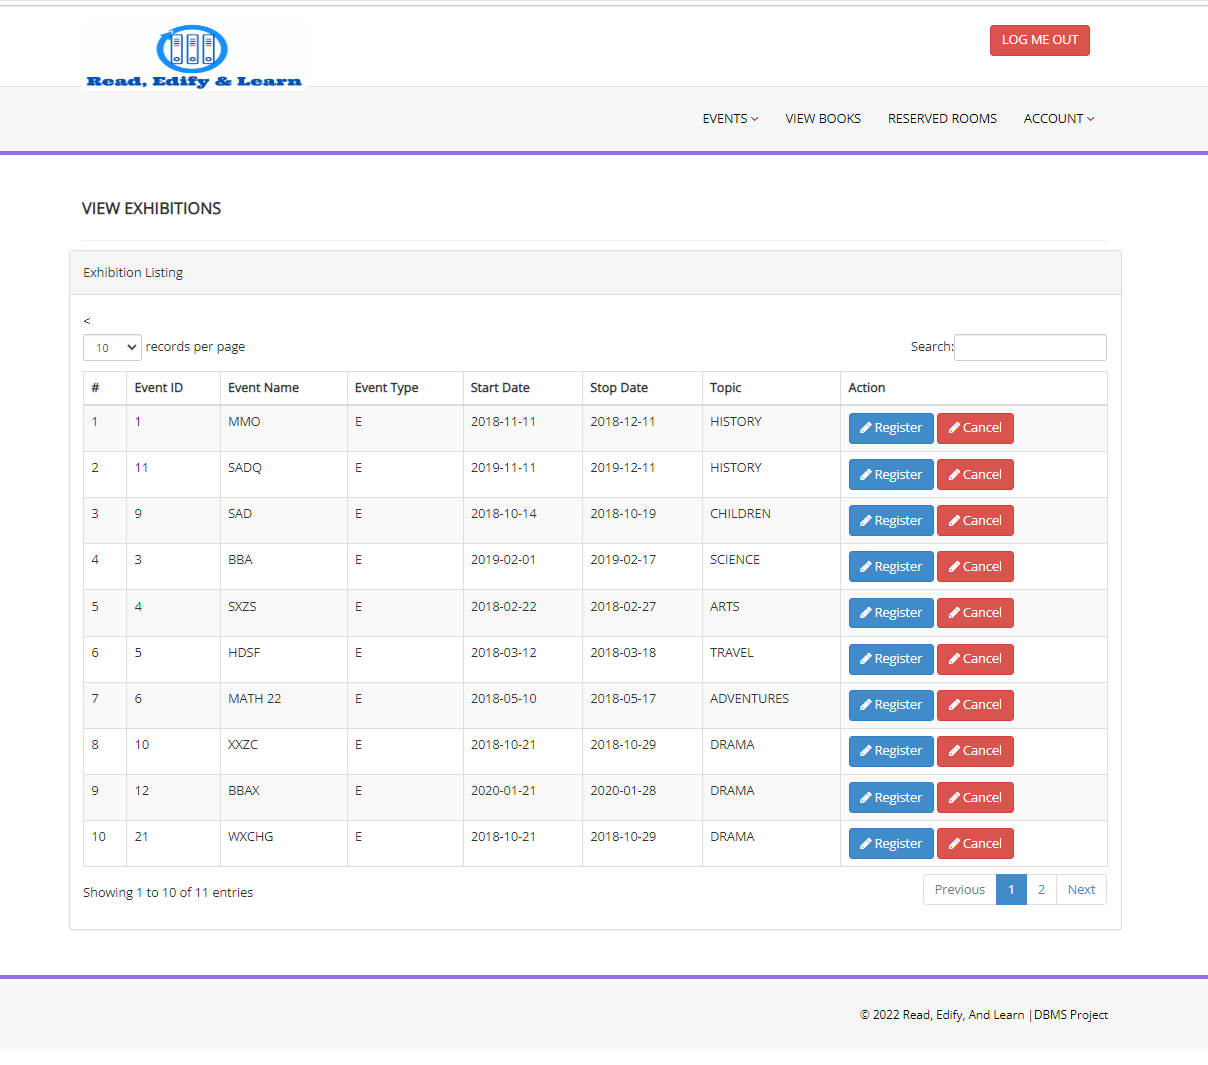 Read, Edify & Learn
LOG ME OUT
EVENTS VIEW BOOKS RESERVED ROOMS ACCOUNT
VIEW EXHIBITIONS
Exhibition Listing
<
10 records per page Search:
# Event ID Event Name Event Type Start Date Stop Date Topic Action
1 1 MMO E 2018-11-11 2018-12-11 HISTORY Register Cancel
2 11 SADQ E 2019-11-11 2019-12-11 HISTORY Register Cancel
3 9 SAD E 2018-10-14 2018-10-19 CHILDREN Register Cancel
4 3 BBA E 2019-02-01 2019-02-17 SCIENCE Register Cancel
5 4 SXZS E 2018-02-22 2018-02-27 ARTS Register Cancel
6 5 HDSF E 2018-03-12 2018-03-18 TRAVEL Register Cancel
7 6 MATH 22 E 2018-05-10 2018-05-17 ADVENTURES Register Cancel
8 10 XXZC E 2018-10-21 2018-10-29 DRAMA Register Cancel
9 12 BBAX E 2020-01-21 2020-01-28 DRAMA Register Cancel
10 21 WXCHG E 2018-10-21 2018-10-29 DRAMA Register Cancel
Showing 1 to 10 of 11 entries Previous 1 2 Next
© 2022 Read, Edify, And Learn |DBMS Project